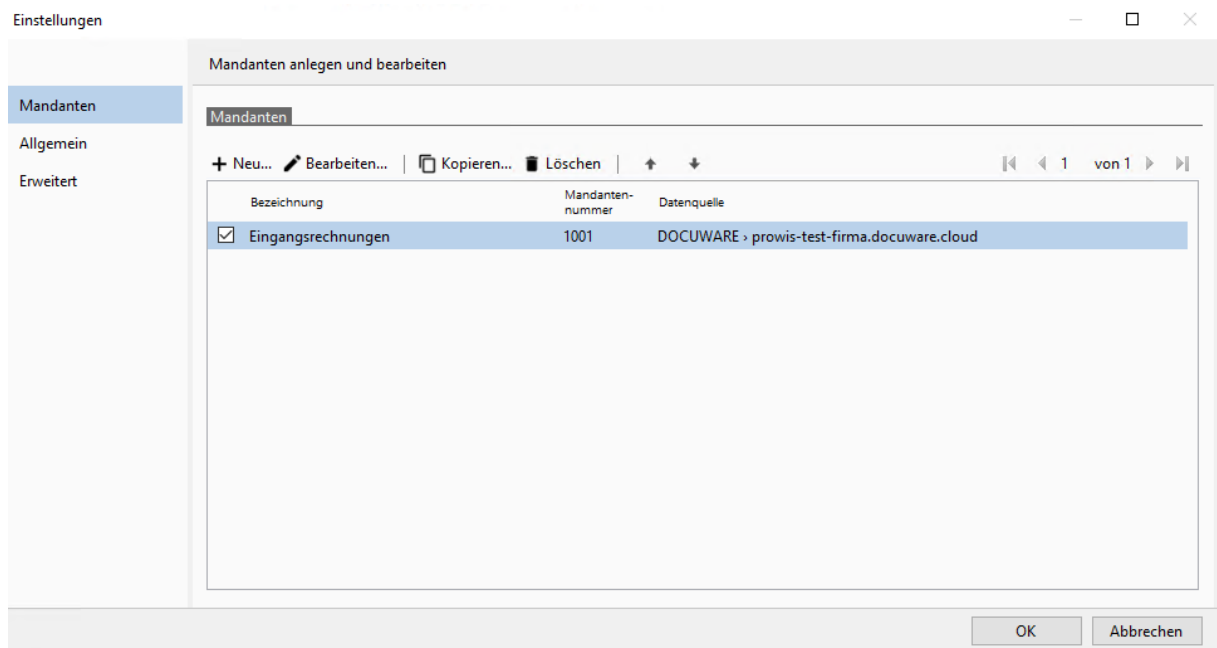 Einstellungen
Mandanten anlegen und bearbeiten
Mandanten
Allgemein
Erweitert
Mandanten
Neu... Bearbeiten... Kopieren... Löschen 1 von 1
Bezeichnung Mandanten-
nummer Datenquelle
Eingangsrechnungen 1001 DOCUWARE › prowis-test-firma.docuware.cloud
OK Abbrechen